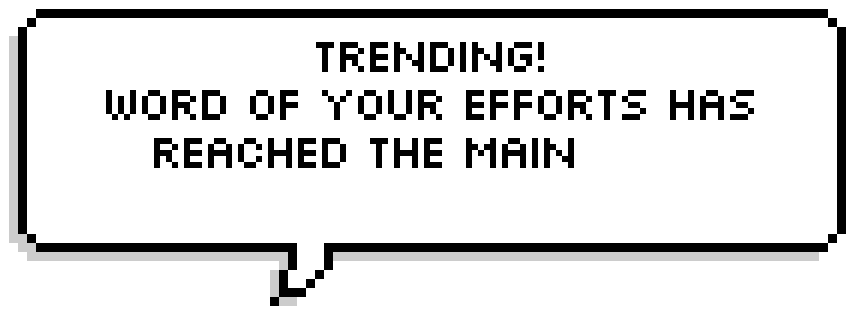 TRENDING!
WORD OF YOUR EFFORTS HAS
REACHED THE MAIN